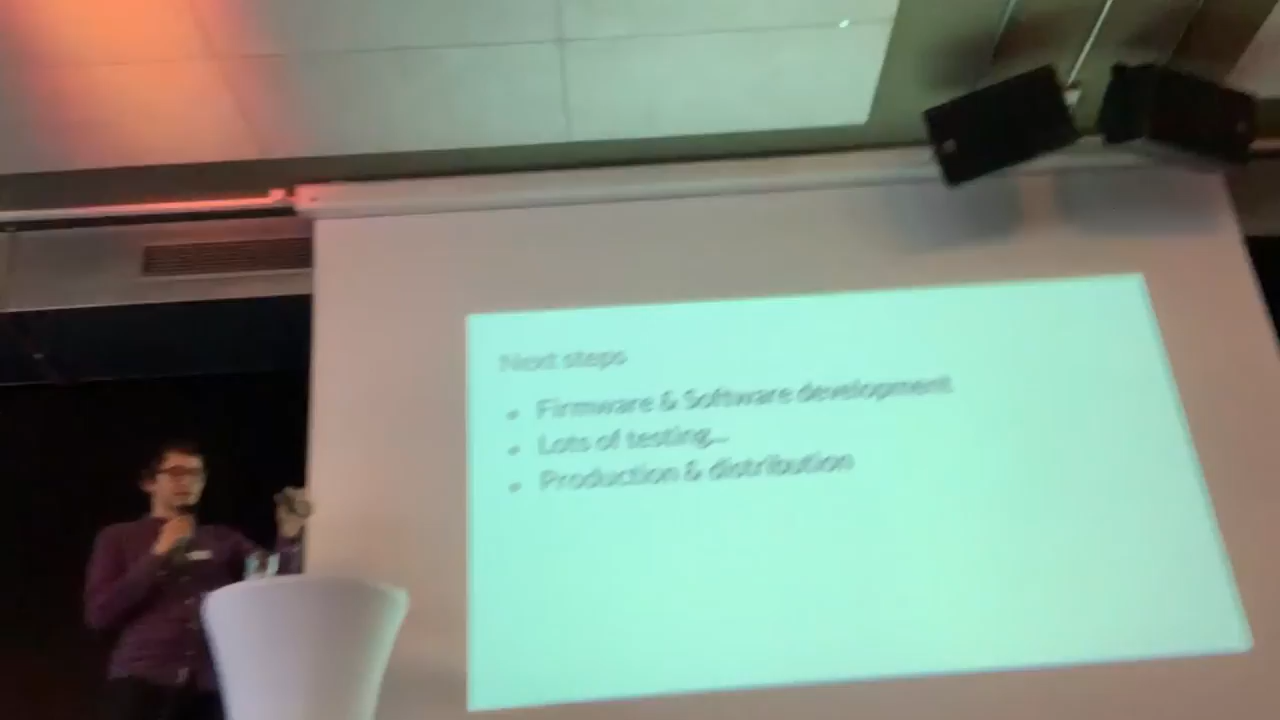 Next steps
Firmware & Software development
Lots of testing...
Production & distribution